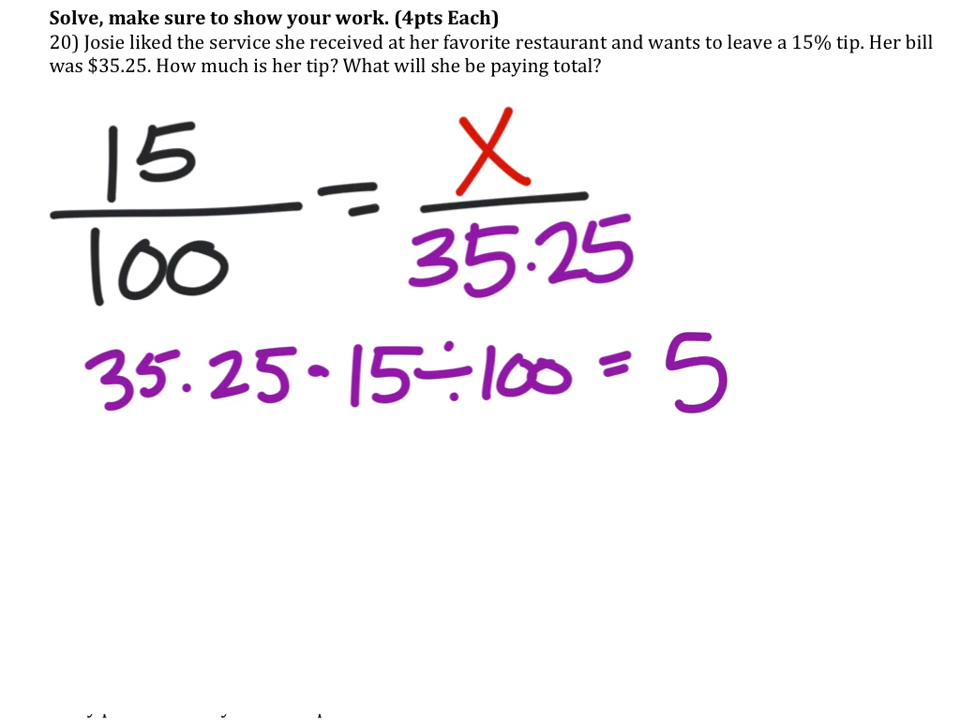 Solve, make sure to show your work. (4pts Each)
20) Josie liked the service she received at her favorite restaurant and wants to leave a 15% tip. Her bill
was $35.25. How much is her tip? What will she be paying total?
15 = X
100 35.25
35.25 · 15 ÷ 100 = 5